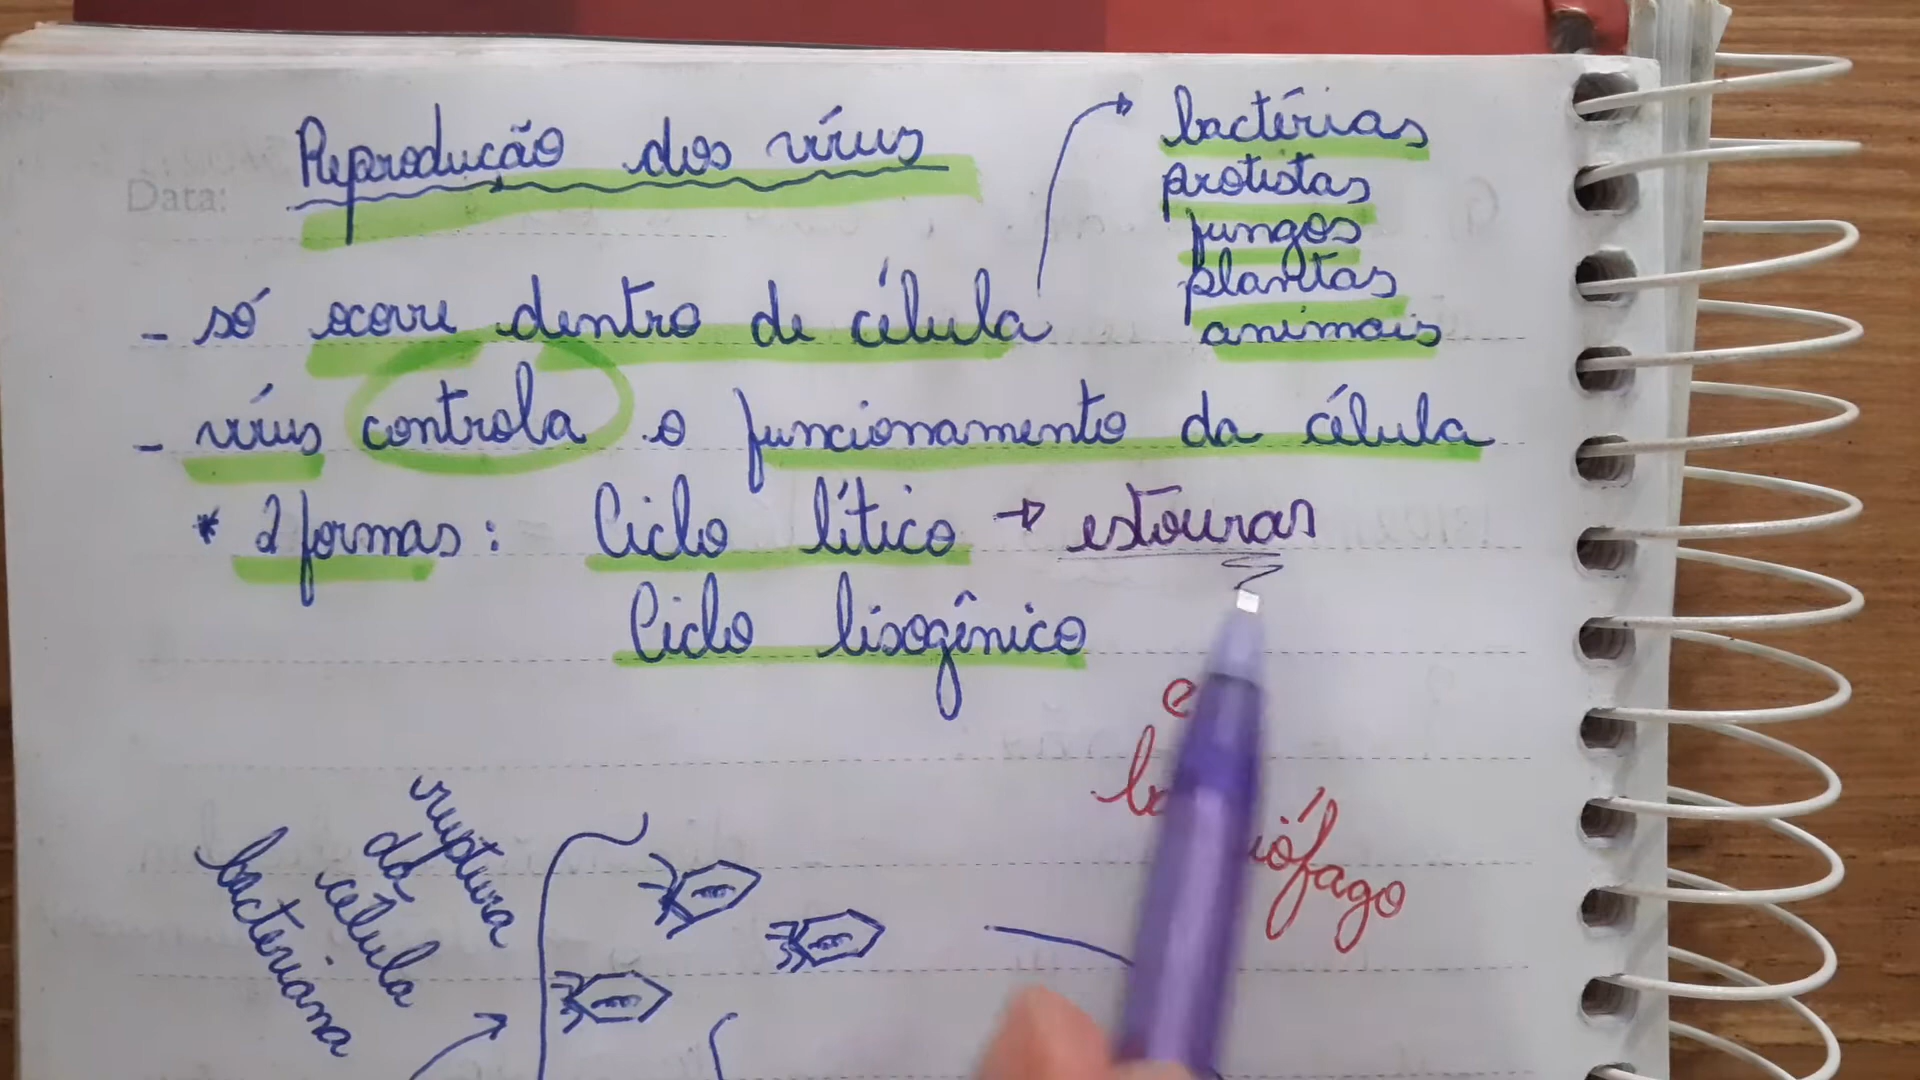 Data:
Reprodução dos vírus
bactérias
protistas
fungos
plantas
animais
- só ocorre dentro de célula
- vírus controla o funcionamento da célula
* 2 formas: Ciclo lítico → estouras
Ciclo lisogênico
ruptura
da
célula
bacteriana